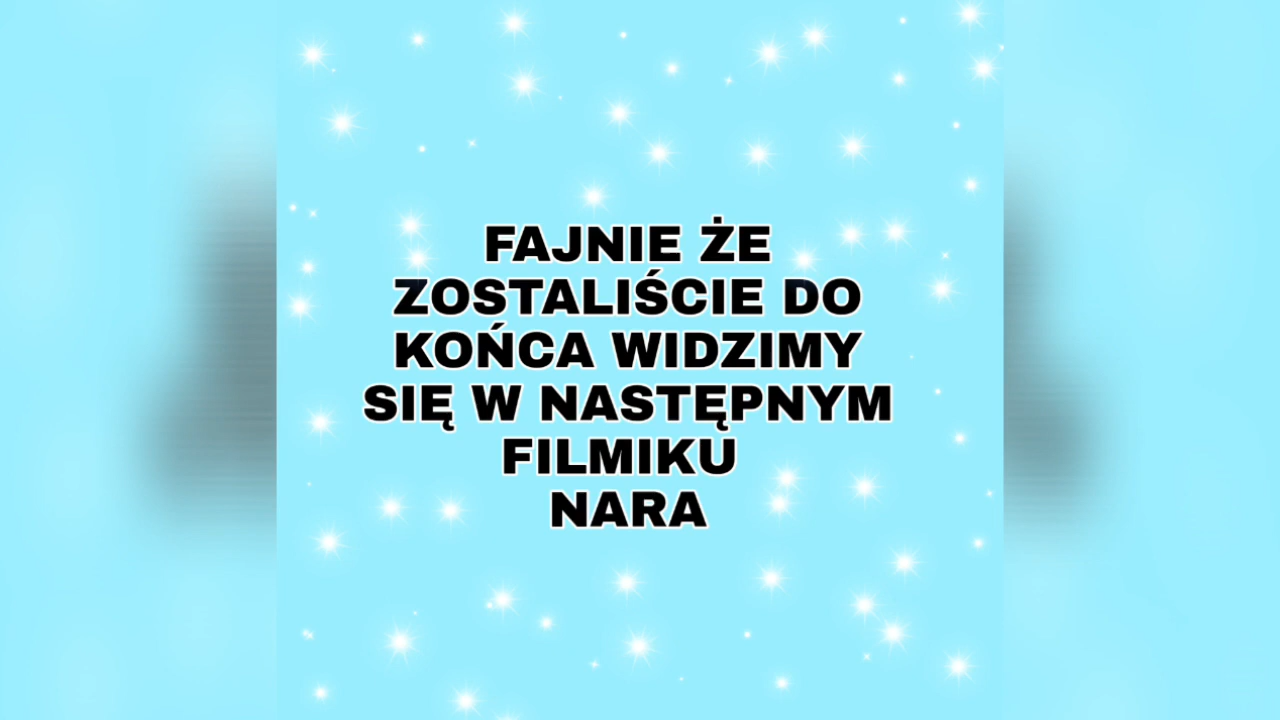 FAJNIE ŻE
ZOSTALIŚCIE DO
KOŃCA WIDZIMY
SIĘ W NASTĘPNYM
FILMIKU
NARA